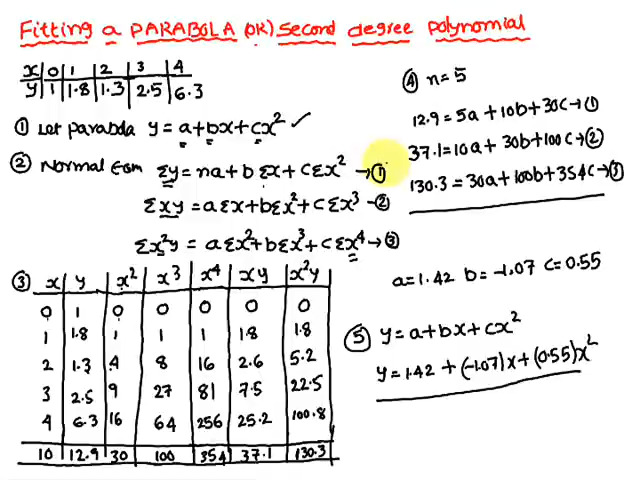 Fitting a PARABOLA (OR) Second degree Polynomial
x 0 1 2 3 4
y 1 1.8 1.3 2.5 6.3
① Let parabola y = a+bx+cx² ✓
② Normal Eqn Σy = na+bΣx+cΣx² →①
Σxy = aΣx+bΣx²+cΣx³ →②
Σx²y = aΣx²+bΣx³+cΣx⁴ →③
③ x y x² x³ x⁴ xy x²y
0 1 0 0 0 0 0
1 1.8 1 1 1 1.8 1.8
2 1.3 4 8 16 2.6 5.2
3 2.5 9 27 81 7.5 22.5
4 6.3 16 64 256 25.2 100.8
10 12.9 30 100 354 37.1 130.3
④ n=5
12.9 = 5a+10b+30c →①
37.1 = 10a+30b+100c →②
130.3 = 30a+100b+354c →③
a=1.42 b=-1.07 c=0.55
⑤ y = a+bx+cx²
y = 1.42 + (-1.07)x + (0.55)x²